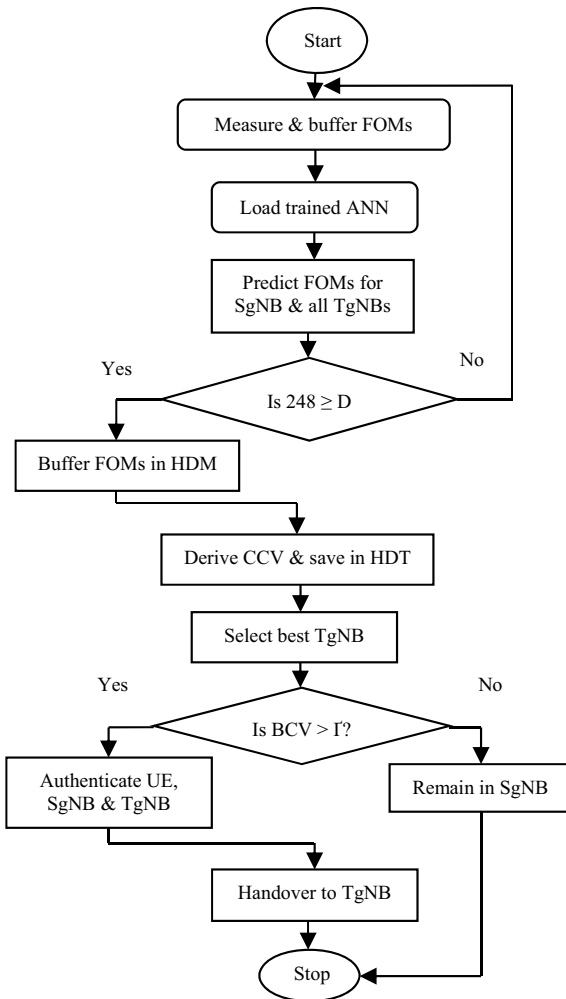 Start
Measure & buffer FOMs
Load trained ANN
Predict FOMs for
SgNB & all TgNBs
Yes
No
Is 248 ≥ D
Buffer FOMs in HDM
Derive CCV & save in HDT
Select best TgNB
Yes
No
Is BCV > Γ?
Authenticate UE,
SgNB & TgNB
Remain in SgNB
Handover to TgNB
Stop